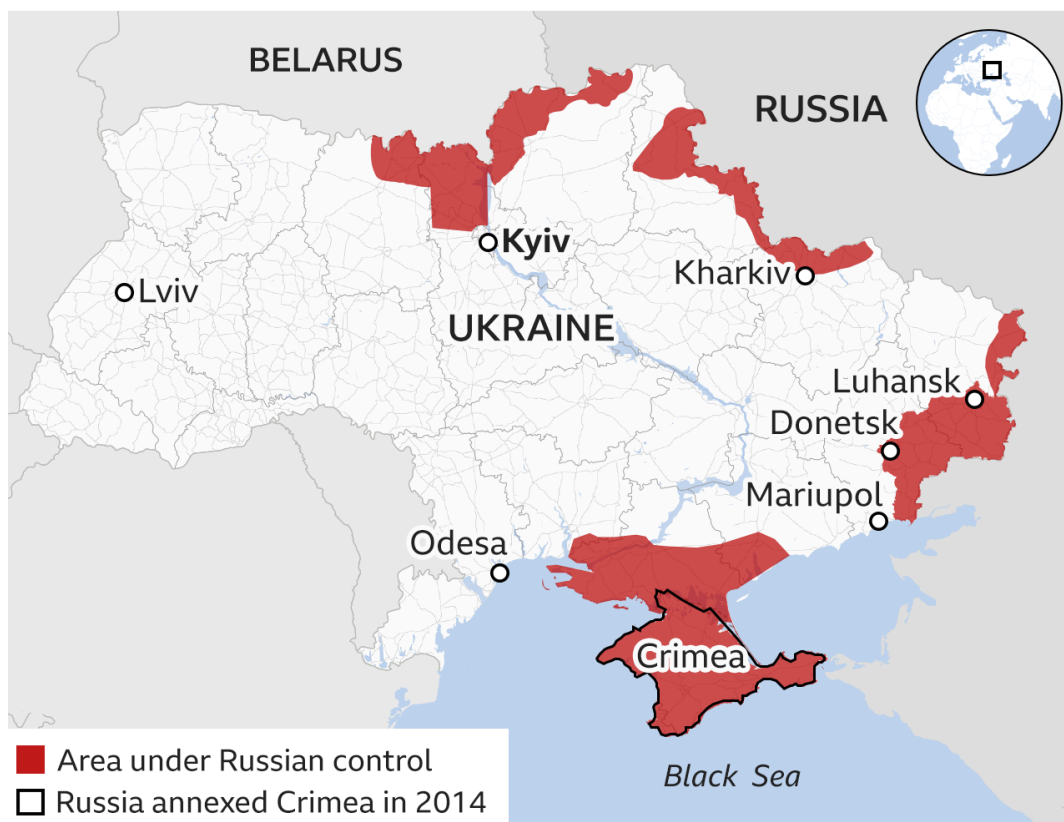 BELARUS
RUSSIA
Kyiv
Kharkiv
Lviv
UKRAINE
Luhansk
Donetsk
Mariupol
Odesa
Crimea
Black Sea
Area under Russian control
Russia annexed Crimea in 2014